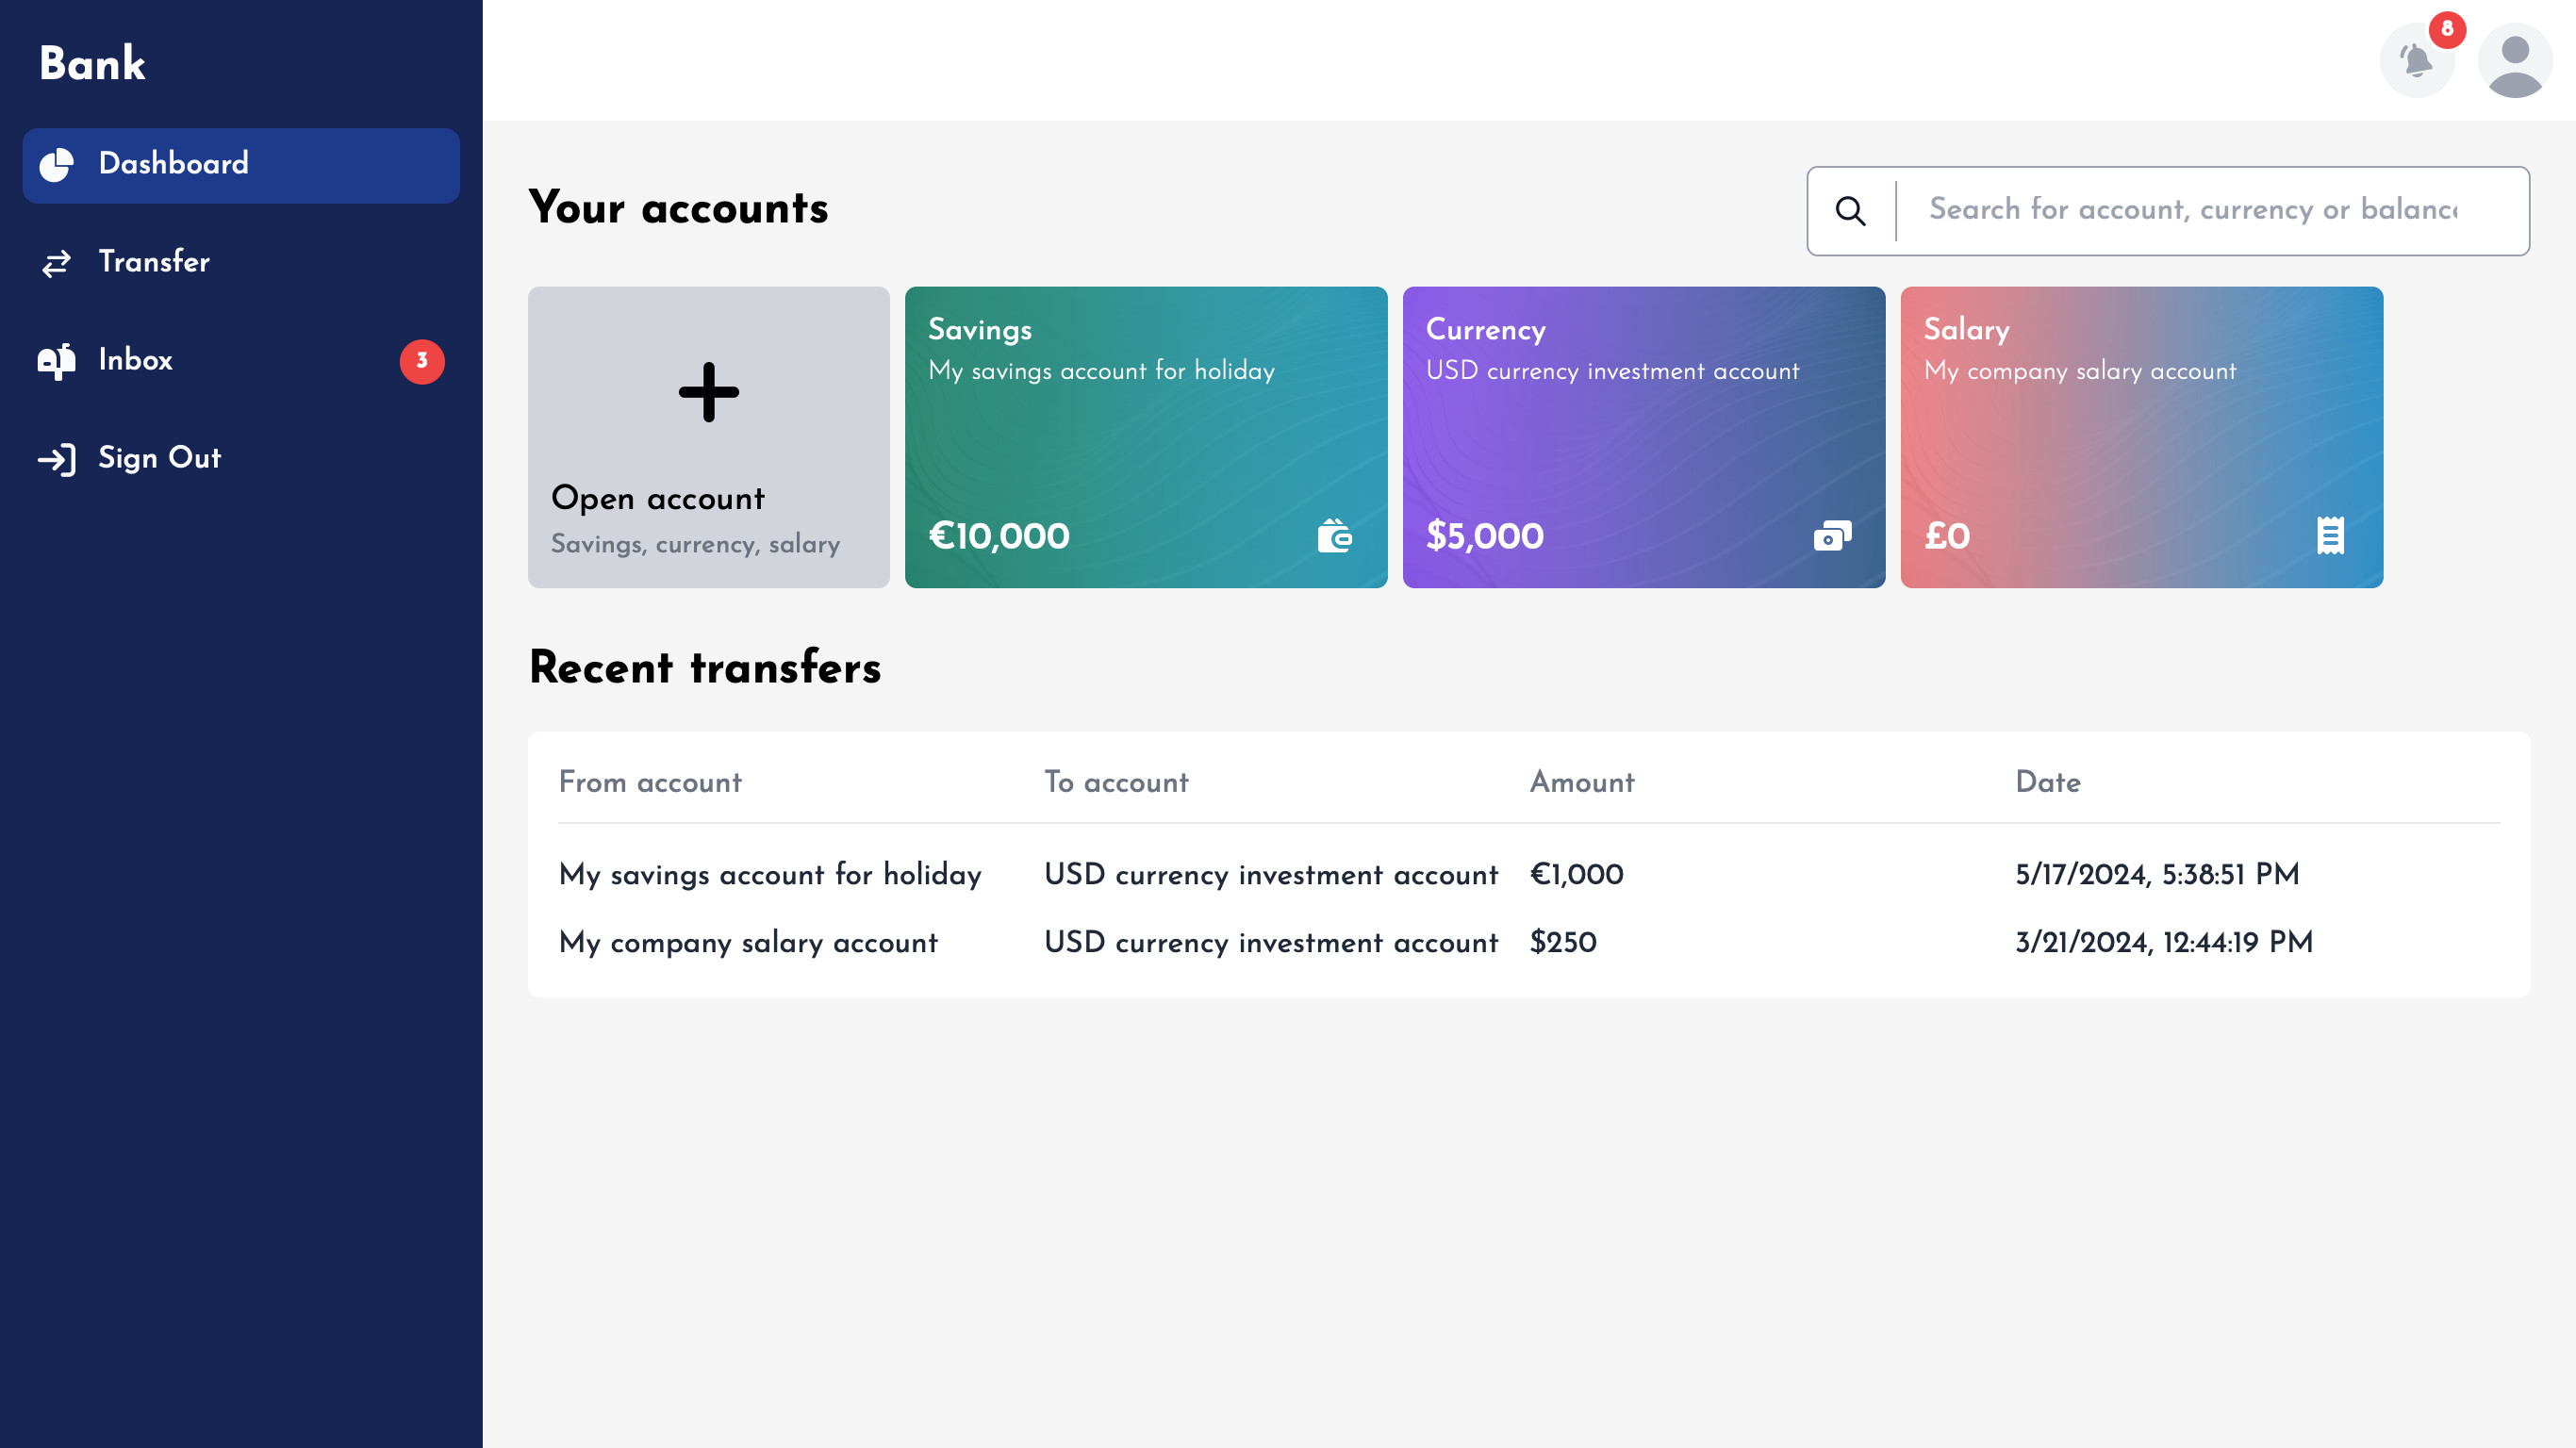 Bank
Dashboard
Transfer
Inbox
3
Sign Out
8
Your accounts
Search for account, currency or balance
Open account
Savings, currency, salary
Savings
My savings account for holiday
€10,000
Currency
USD currency investment account
$5,000
Salary
My company salary account
£0
Recent transfers
From account To account Amount Date
My savings account for holiday USD currency investment account €1,000 5/17/2024, 5:38:51 PM
My company salary account USD currency investment account $250 3/21/2024, 12:44:19 PM